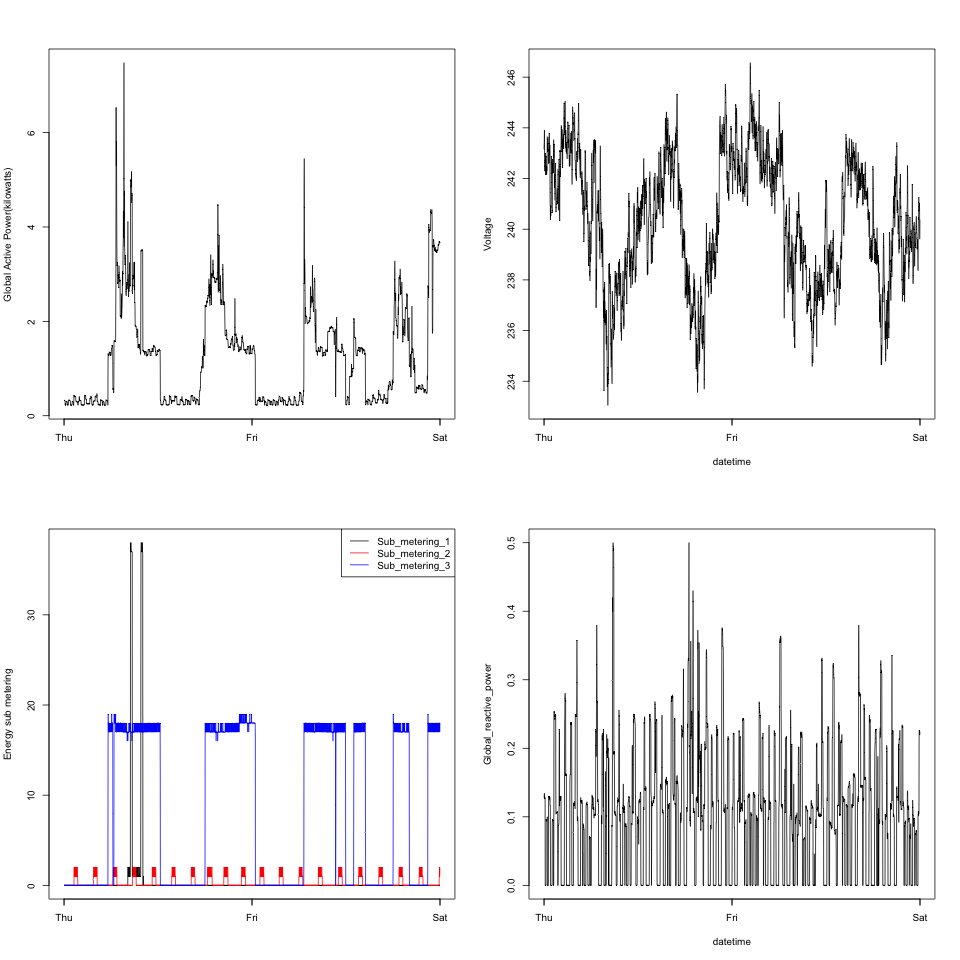 Global Active Power(kilowatts)
0 2 4 6
Thu Fri Sat
Voltage
234 236 238 240 242 244 246
Thu Fri Sat
datetime
Energy sub metering
0 10 20 30
Sub_metering_1
Sub_metering_2
Sub_metering_3
Thu Fri Sat
Global_reactive_power
0.0 0.1 0.2 0.3 0.4 0.5
Thu Fri Sat
datetime